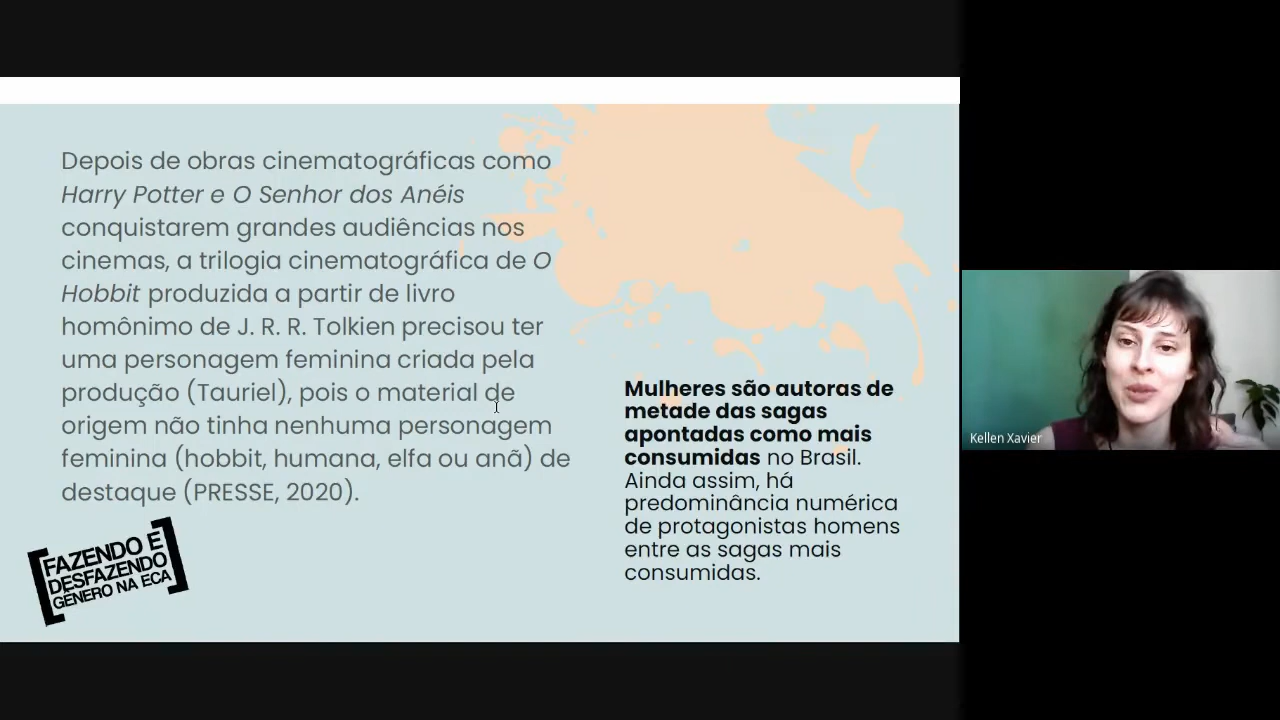 Depois de obras cinematográficas como
Harry Potter e O Senhor dos Anéis
conquistarem grandes audiências nos
cinemas, a trilogia cinematográfica de O
Hobbit produzida a partir de livro
homônimo de J. R. R. Tolkien precisou ter
uma personagem feminina criada pela
produção (Tauriel), pois o material de
origem não tinha nenhuma personagem
feminina (hobbit, humana, elfa ou anã) de
destaque (PRESSE, 2020).
Mulheres são autoras de
metade das sagas
apontadas como mais
consumidas no Brasil.
Ainda assim, há
predominância numérica
de protagonistas homens
entre as sagas mais
consumidas.
FAZENDO E
DESFAZENDO
GÊNERO NA ECA
Kellen Xavier